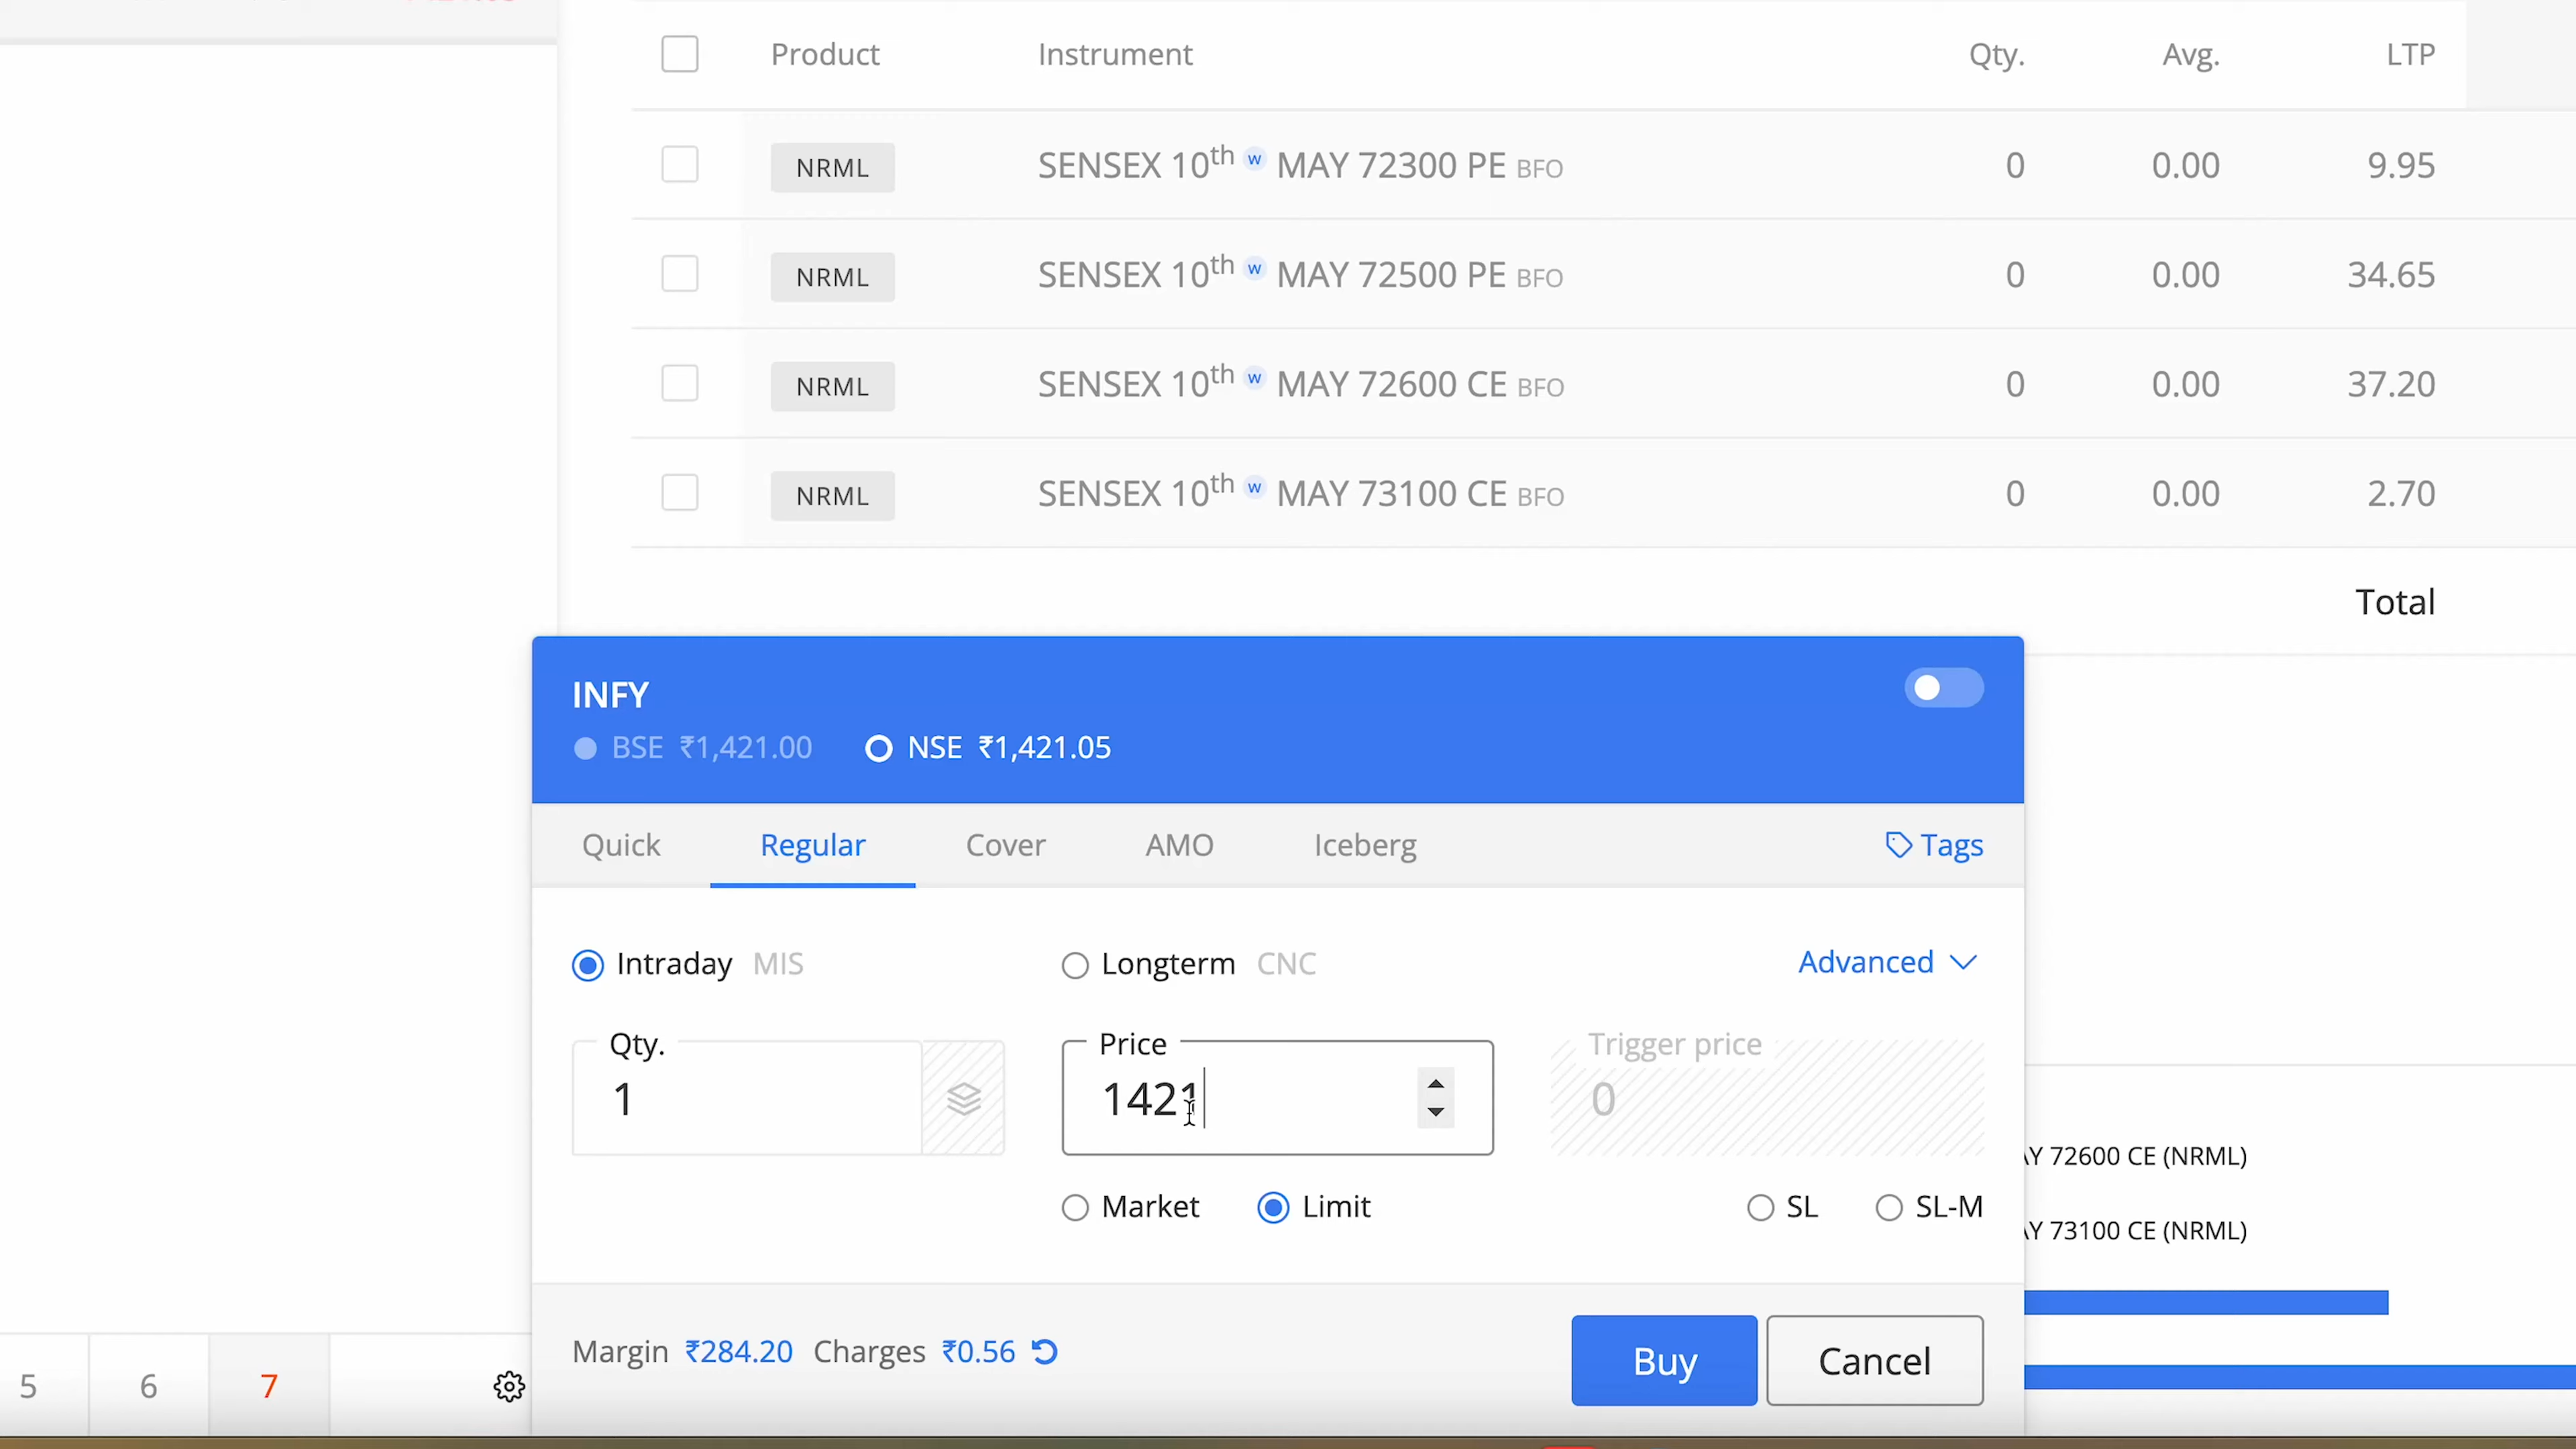 Product Instrument Qty. Avg. LTP
NRML SENSEX 10th w MAY 72300 PE BFO 0 0.00 9.95
NRML SENSEX 10th w MAY 72500 PE BFO 0 0.00 34.65
NRML SENSEX 10th w MAY 72600 CE BFO 0 0.00 37.20
NRML SENSEX 10th w MAY 73100 CE BFO 0 0.00 2.70
Total
INFY
BSE ₹1,421.00 NSE ₹1,421.05
Quick Regular Cover AMO Iceberg Tags
Intraday MIS Longterm CNC Advanced
Qty. Price Trigger price
1 1421 0
Market Limit SL SL-M
AY 72600 CE (NRML)
AY 73100 CE (NRML)
Margin ₹284.20 Charges ₹0.56 Buy Cancel
5 6 7